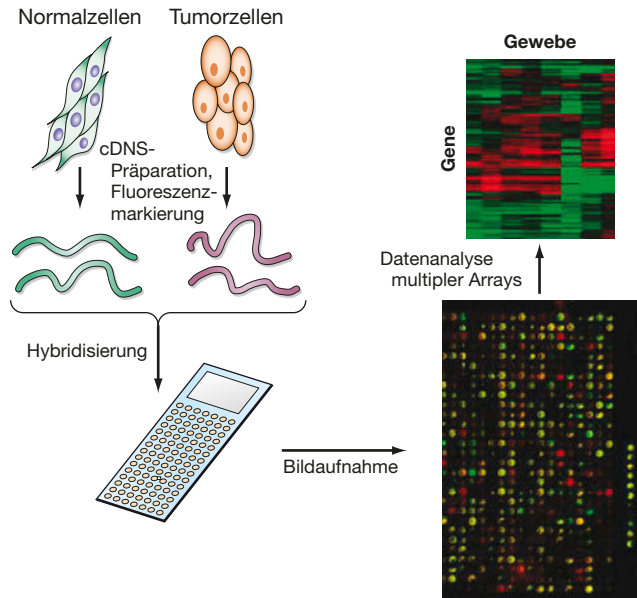 Normalzellen
Tumorzellen
cDNS-
Präparation,
Fluoreszenz-
markierung
Hybridisierung
Bildaufnahme
Datenanalyse
multipler Arrays
Gewebe
Gene